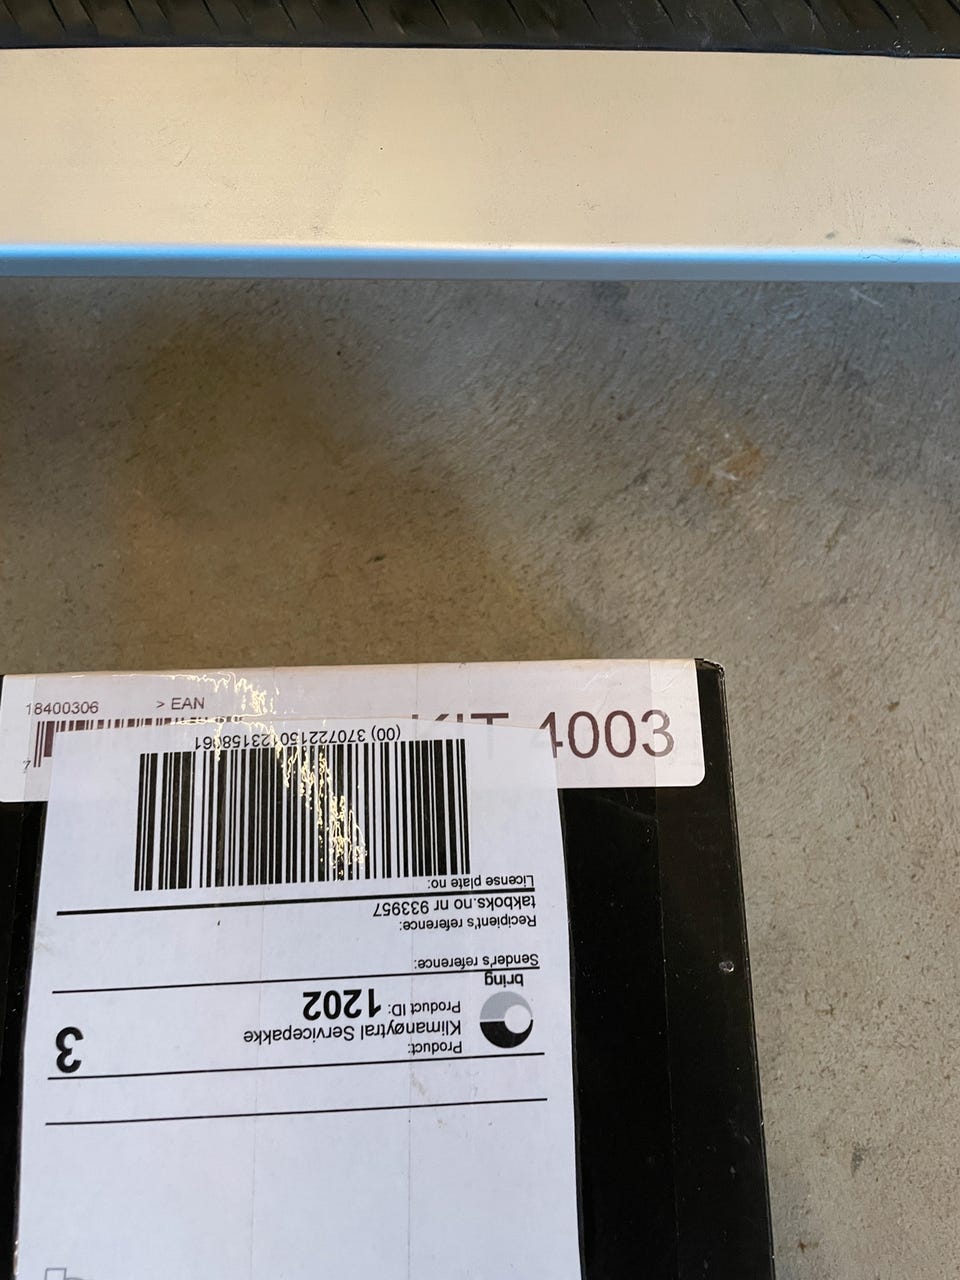 18400306 > EAN
KIT 4003
7
3
Product:
Klimanøytral Servicepakke
Product ID: 1202
bring
Sender's reference:
Recipient's reference:
takboks.no nr 933957
License plate no:
(00) 370722150123158061